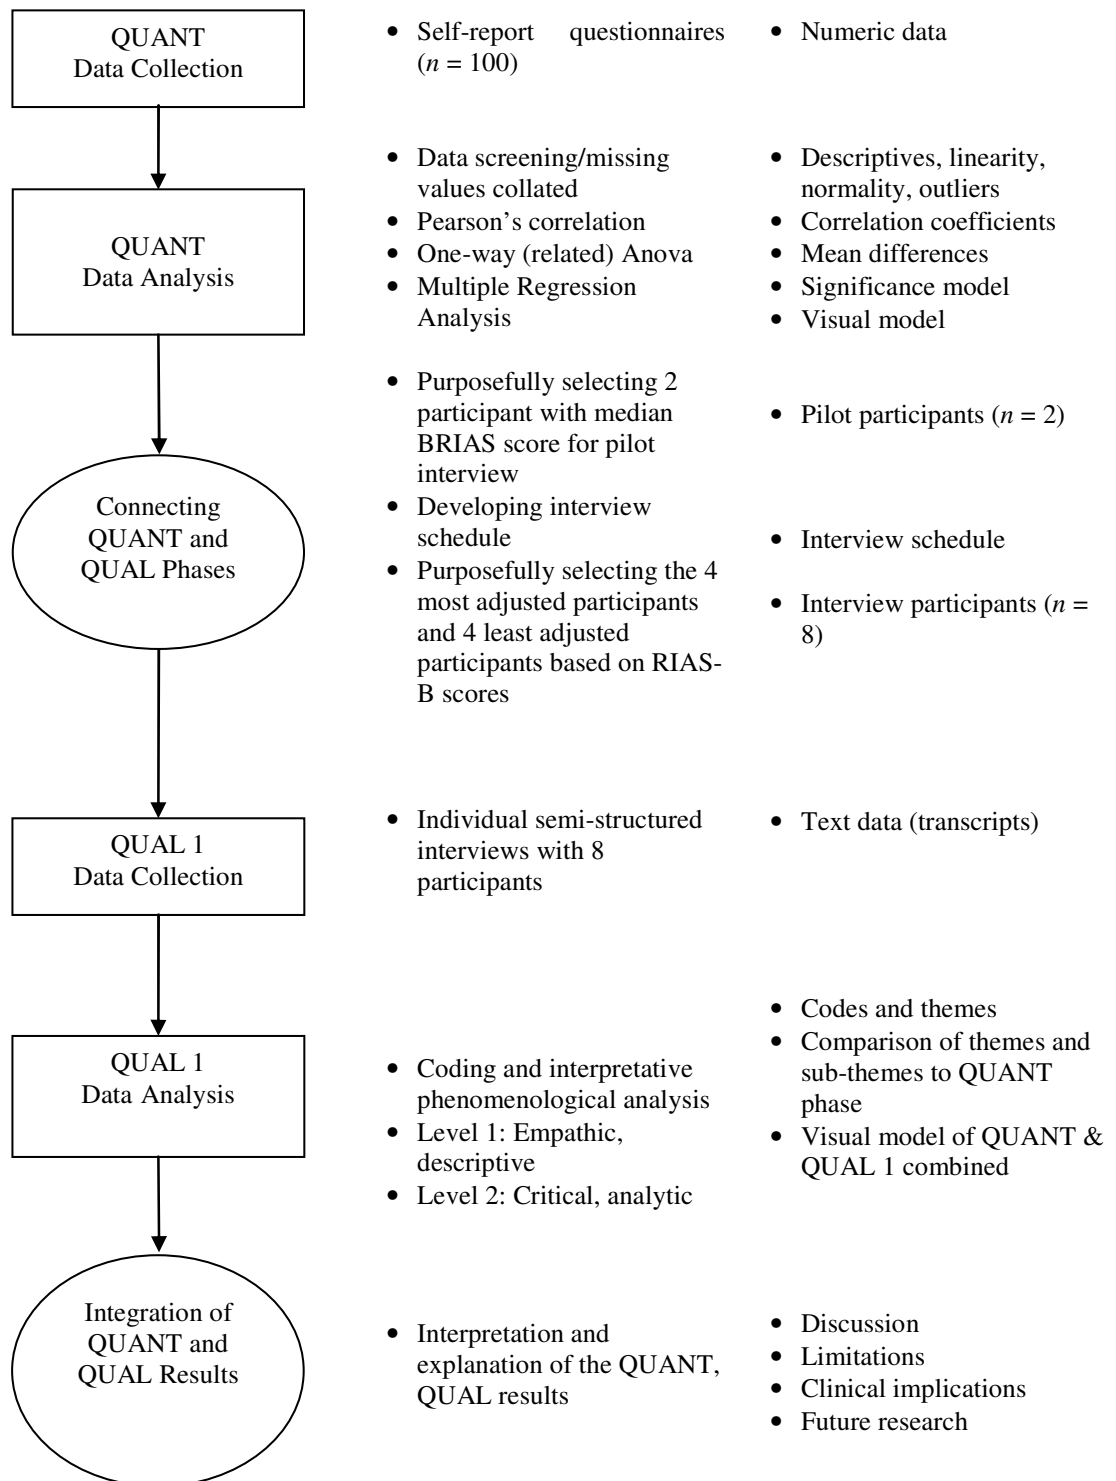 QUANT
Data Collection
• Self-report questionnaires
(n = 100)
• Numeric data
QUANT
Data Analysis
• Data screening/missing
values collated
• Pearson's correlation
• One-way (related) Anova
• Multiple Regression
Analysis
• Descriptives, linearity,
normality, outliers
• Correlation coefficients
• Mean differences
• Significance model
• Visual model
Connecting
QUANT and
QUAL Phases
• Purposefully selecting 2
participant with median
BRIAS score for pilot
interview
• Developing interview
schedule
• Purposefully selecting the 4
most adjusted participants
and 4 least adjusted
participants based on RIAS-
B scores
• Pilot participants (n = 2)
• Interview schedule
• Interview participants (n =
8)
QUAL 1
Data Collection
• Individual semi-structured
interviews with 8
participants
• Text data (transcripts)
QUAL 1
Data Analysis
• Coding and interpretative
phenomenological analysis
• Level 1: Empathic,
descriptive
• Level 2: Critical, analytic
• Codes and themes
• Comparison of themes and
sub-themes to QUANT
phase
• Visual model of QUANT &
QUAL 1 combined
Integration of
QUANT and
QUAL Results
• Interpretation and
explanation of the QUANT,
QUAL results
• Discussion
• Limitations
• Clinical implications
• Future research